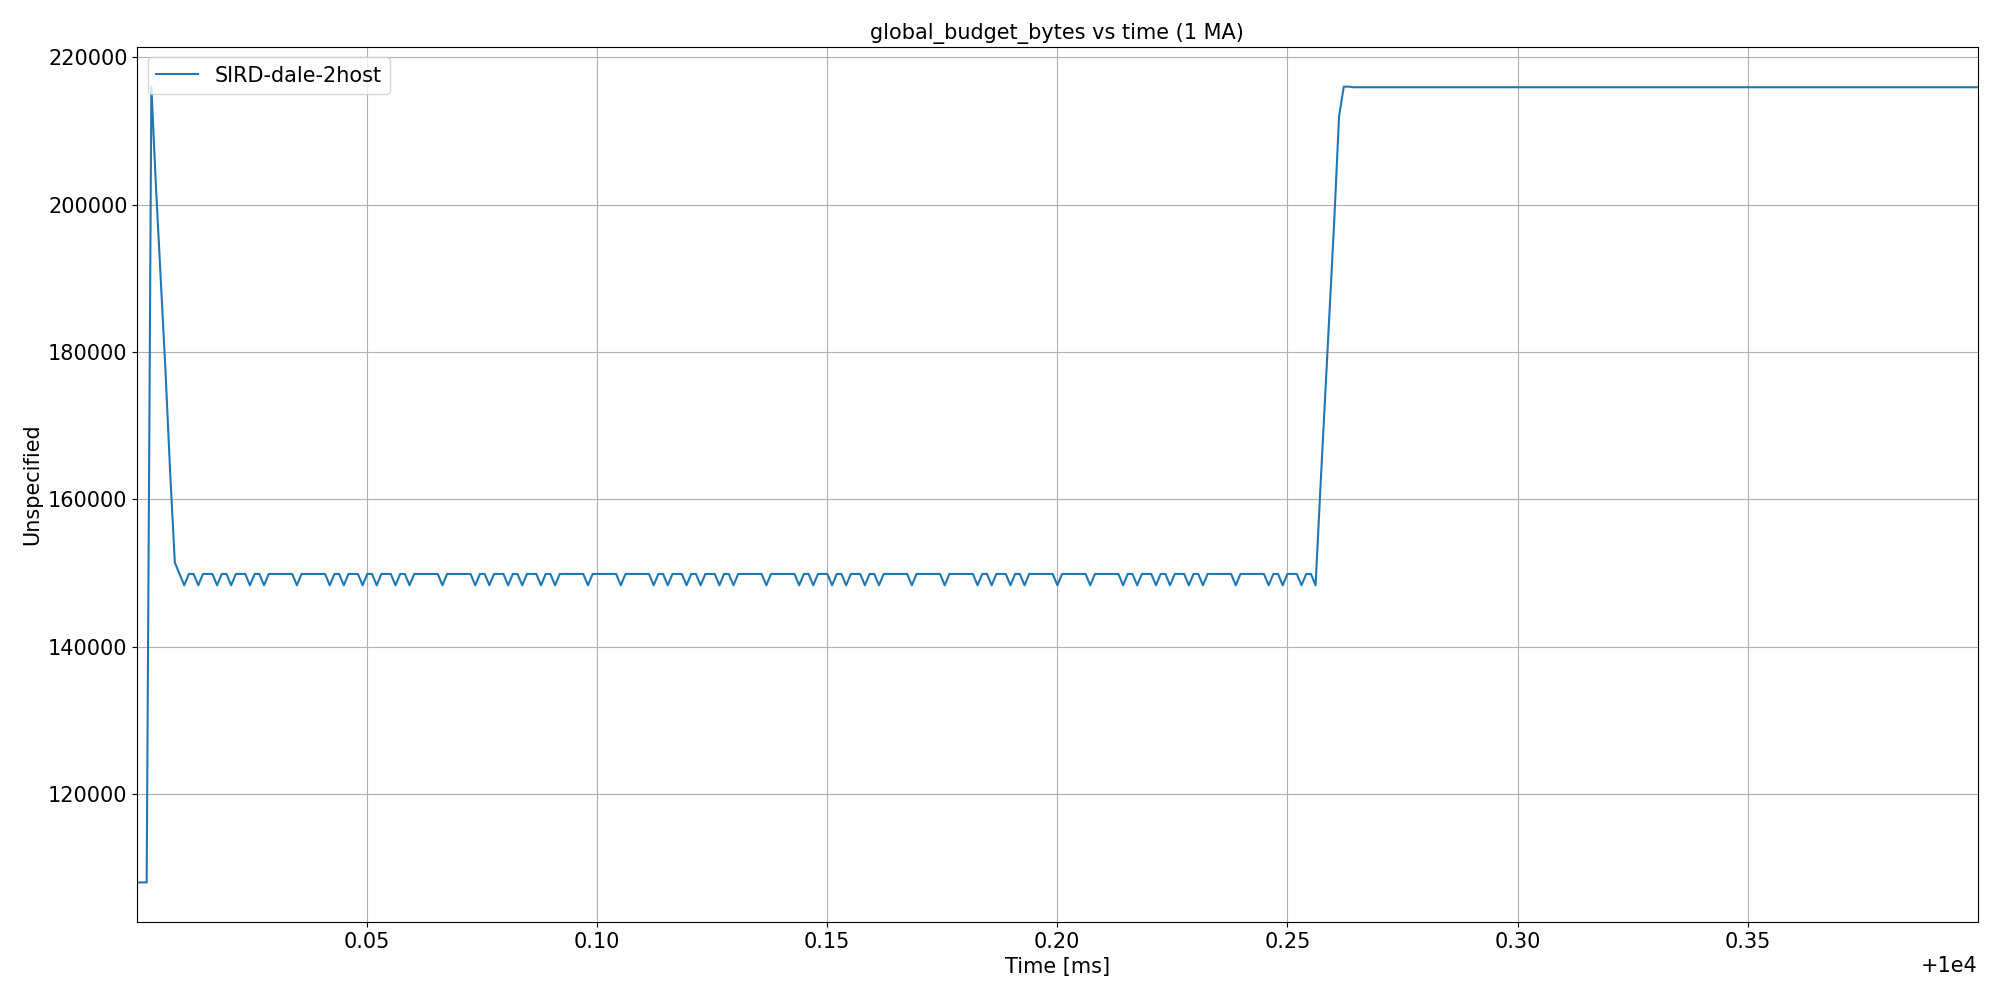 global_budget_bytes vs time (1 MA)
SIRD-dale-2host
220000
200000
180000
160000
140000
120000
Unspecified
0.05 0.10 0.15 0.20 0.25 0.30 0.35
Time [ms]
+1e4